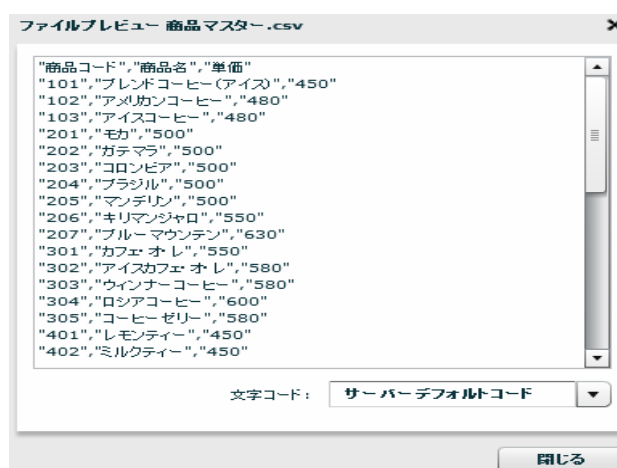 ファイルプレビュー 商品マスター.csv
"商品コード","商品名","単価"
"101","ブレンドコーヒー(アイス)","450"
"102","アメリカンコーヒー","480"
"103","アイスコーヒー","480"
"201","モカ","500"
"202","ガテマラ","500"
"203","コロンビア","500"
"204","ブラジル","500"
"205","マンデリン","500"
"206","キリマンジャロ","550"
"207","ブルーマウンテン","630"
"301","カフェ・オ・レ","550"
"302","アイスカフェ・オ・レ","580"
"303","ウィンナーコーヒー","580"
"304","ロシアコーヒー","600"
"305","コーヒーゼリー","580"
"401","レモンティー","450"
"402","ミルクティー","450"
文字コード: サーバーデフォルトコード
閉じる